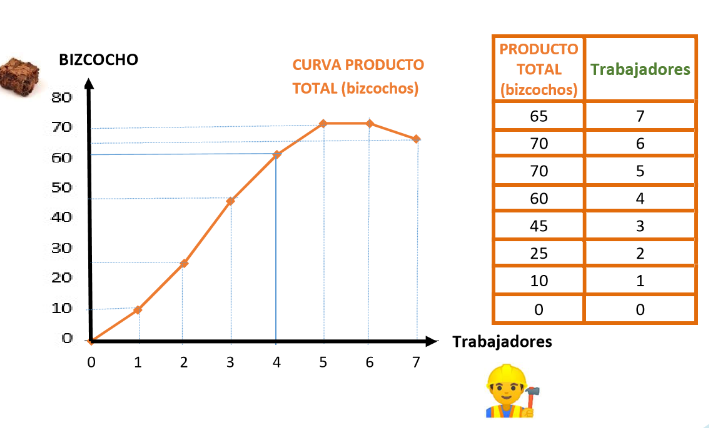 BIZCOCHO
CURVA PRODUCTO
TOTAL (bizcochos)
80
70
60
50
40
30
20
10
0
0 1 2 3 4 5 6 7
Trabajadores
PRODUCTO
TOTAL
(bizcochos)
Trabajadores
65 7
70 6
70 5
60 4
45 3
25 2
10 1
0 0